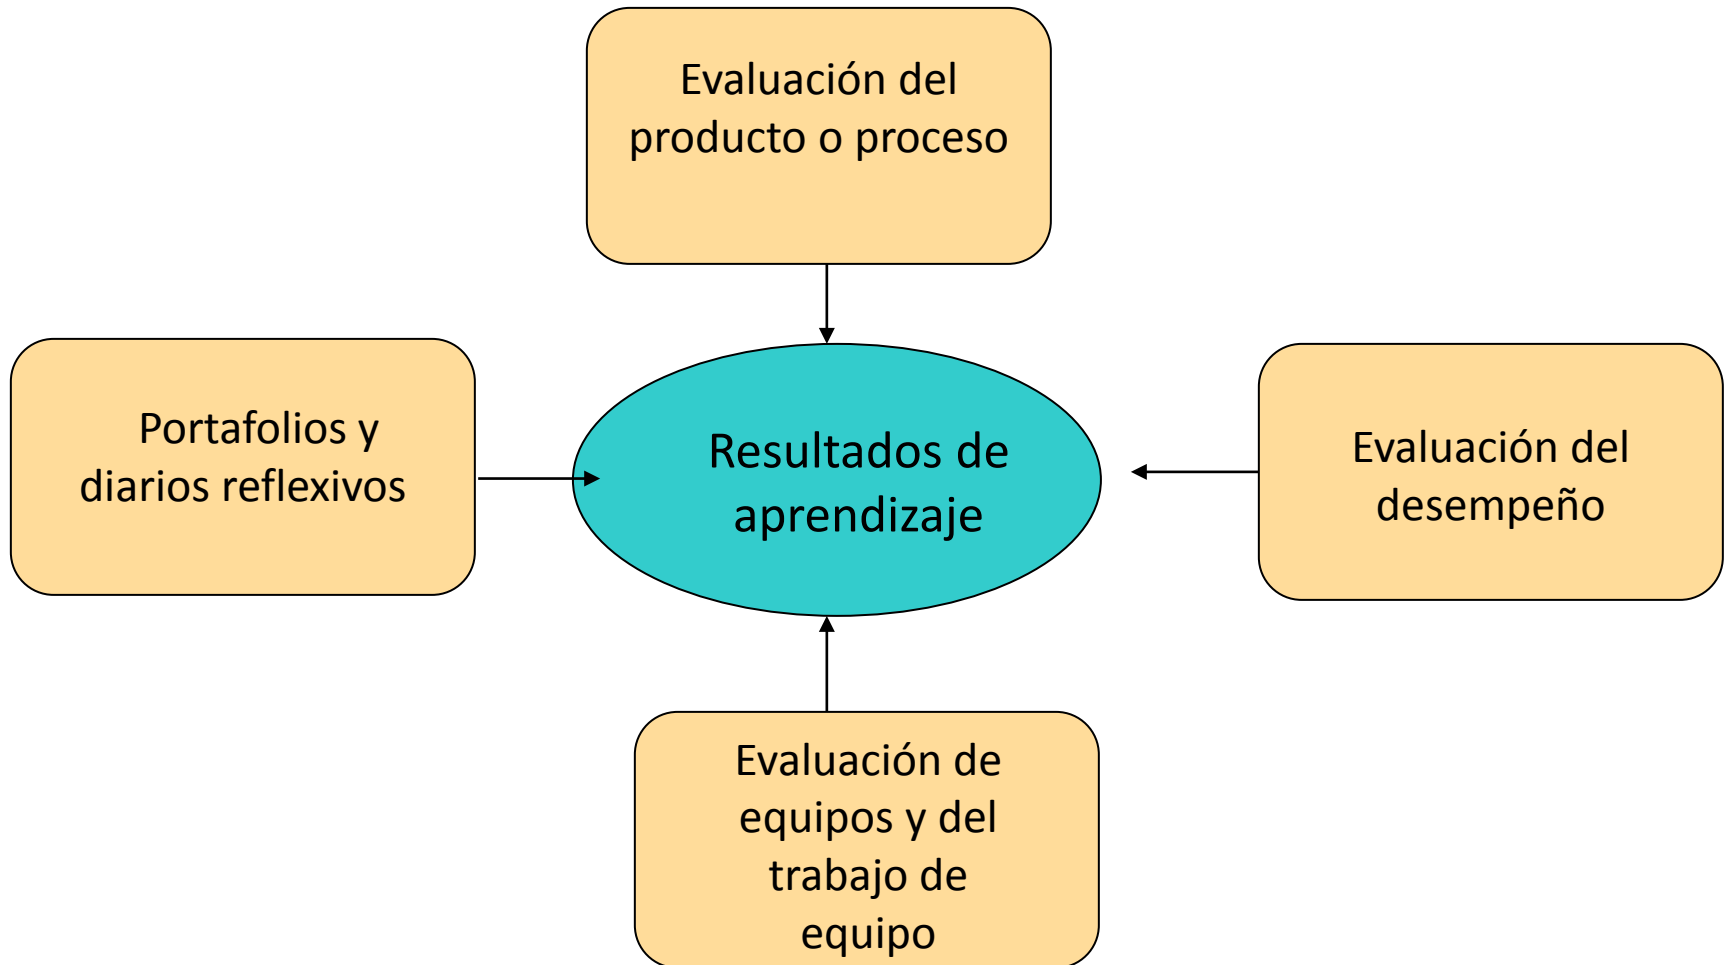 Evaluación del
producto o proceso
Portafolios y
diarios reflexivos
Resultados de
aprendizaje
Evaluación del
desempeño
Evaluación de
equipos y del
trabajo de
equipo